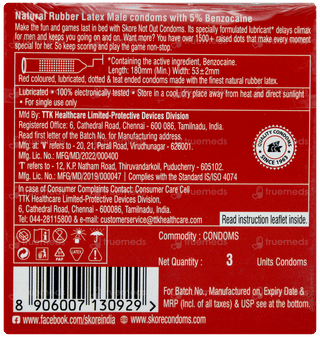 Natural Rubber Latex Male condoms with 5% Benzocaine
Make the fun and games last in bed with Skore Not Out Condoms. Its specially formulated lubricant* delays climax
for men and keeps you going on and on. Want more? You have over 1500+ raised dots that make every moment
super special. So keep scoring and play the game non-stop.
*Containing the active ingredient, Benzocaine.
Length: 180mm (Min.) Width: 53±2mm
Red coloured, lubricated, dotted & teat ended condoms made with the finest natural rubber latex.
Lubricated * 100% electronically tested * Store in a cool, dry place away from heat and direct sunlight
* For single use only
Mfd By: TTK Healthcare Limited-Protective Devices Division
Registered Office: 6, Cathedral Road, Chennai - 600 086, Tamilnadu, India.
Read first letter of the Batch No. for manufacturer address.
Mfg. at: 'V' refers to - 20, 21, Perali Road, Virudhunagar - 626001.
Mfg. Lic. No.: MFG/MD/2022/000400
'T' refers to - 12, K.P. Natham Road, Thiruvandarkoil, Puducherry - 605102.
Mfg. Lic. No.: MFG/MD/2019/000047 | Complies with the Standard IS/ISO 4074
QUALITY CONDOMS
SINCE 1963
In case of Consumer Complaints Contact: Consumer Care Cell
TTK Healthcare Limited-Protective Devices Division
6, Cathedral Road, Chennai - 600086, Tamilnadu, India.
Tel: 044-28115500 e-mail: customerservice@ttkhealthcare.com
Read instruction leaflet inside.
Commodity : CONDOMS
Net Quantity : 3 Units Condoms
For Batch No., Manufactured on, Expiry Date &
MRP (Incl. of all taxes) & USP see at the bottom.
8 906007 130929 >
www.facebook.com/skoreindia
www.skorecondoms.com